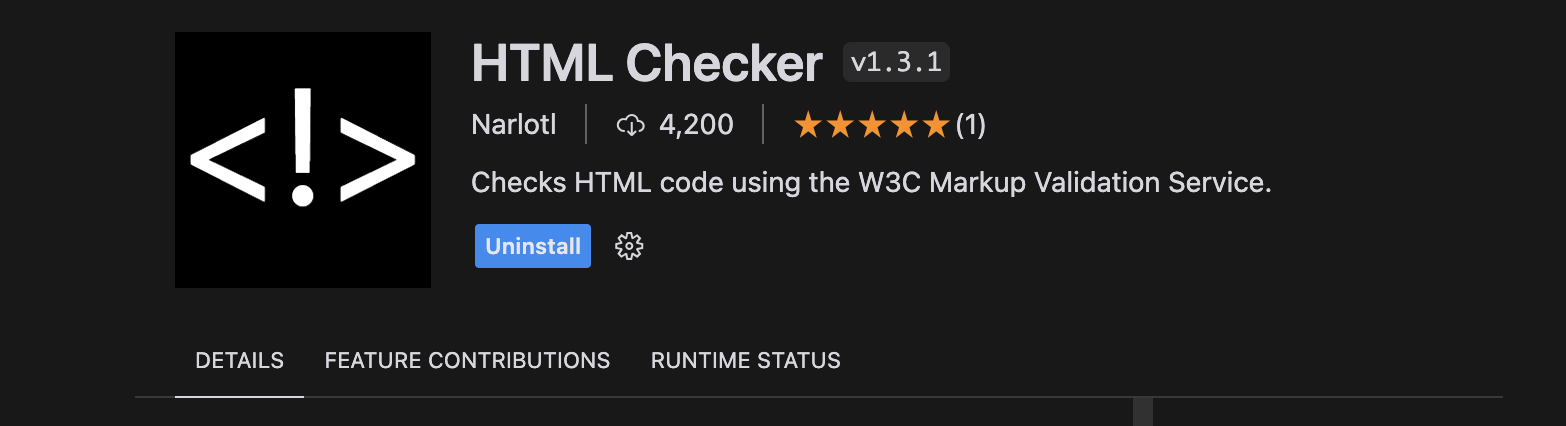 <!>
HTML Checker v1.3.1
Narlotl 4,200 ★★★★★(1)
Checks HTML code using the W3C Markup Validation Service.
Uninstall
DETAILS FEATURE CONTRIBUTIONS RUNTIME STATUS